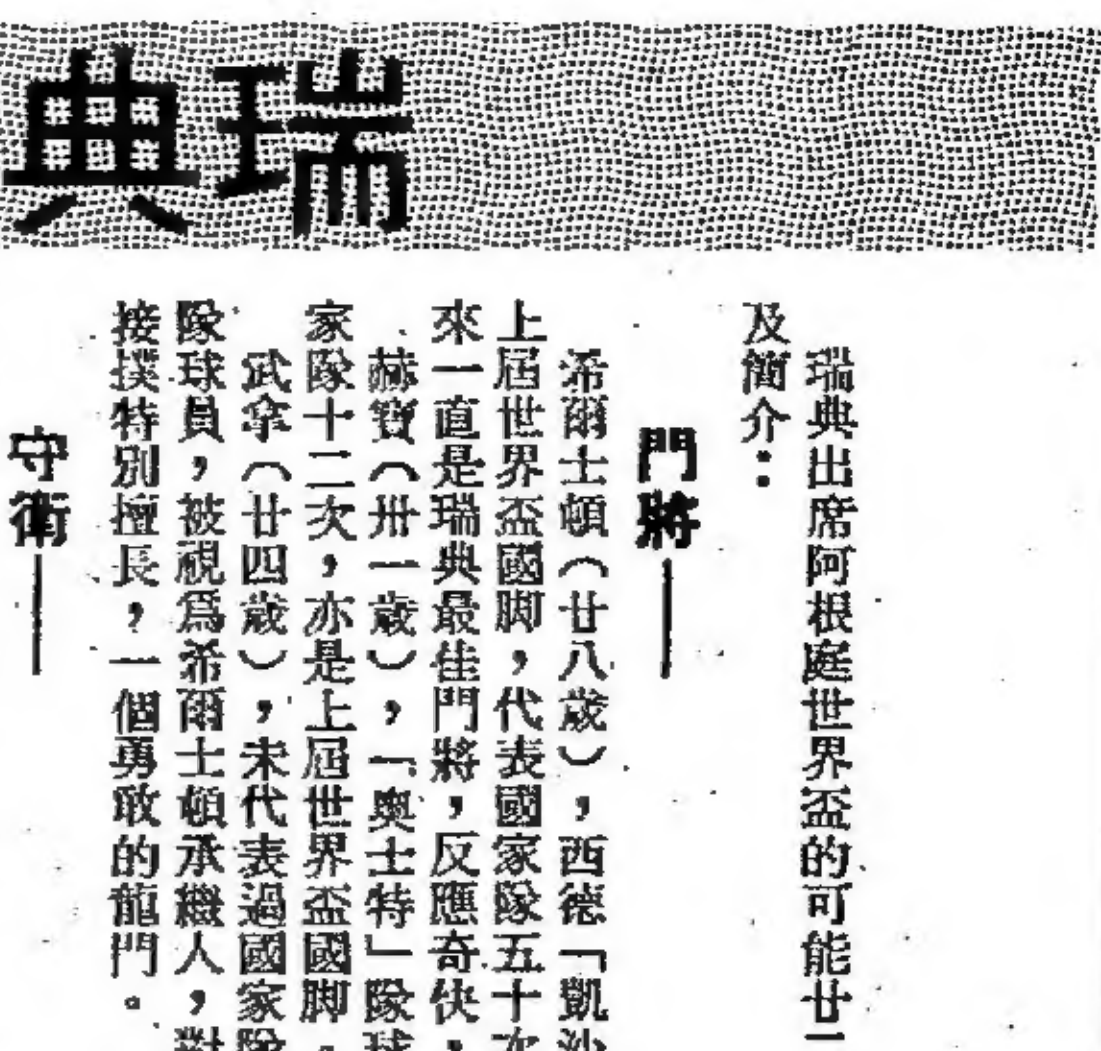 瑞典
瑞典出席阿根庭世界盃的可能廿
及簡介：
門將——
希爾士頓（廿八歲），西德「凱沙
上屆世界盃國脚，代表國家隊五十次
來一直是瑞典最佳門將，反應奇快，
赫寶（卅一歲），「奧士特」隊球
家隊十二次，亦是上屆世界盃國脚。
武拿（廿四歲），未代表過國家隊
隊球員，被視爲希爾士頓承繼人，對
接撲特別擅長，一個勇敢的龍門。
守衛——